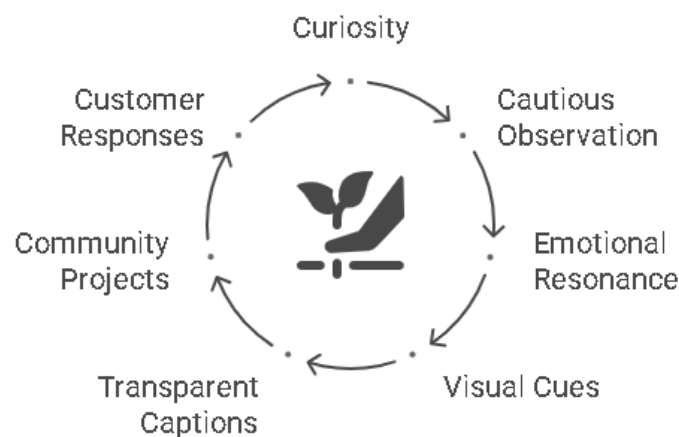 Curiosity
Cautious
Observation
Emotional
Resonance
Visual Cues
Transparent
Captions
Community
Projects
Customer
Responses